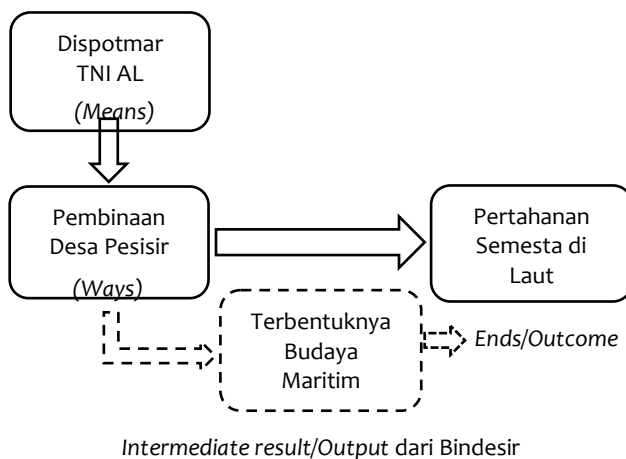 Dispotmar
TNI AL
(Means)
Pembinaan
Desa Pesisir
(Ways)
Pertahanan
Semesta di
Laut
Terbentuknya
Budaya
Maritim
Ends/Outcome
Intermediate result/Output dari Bindesir